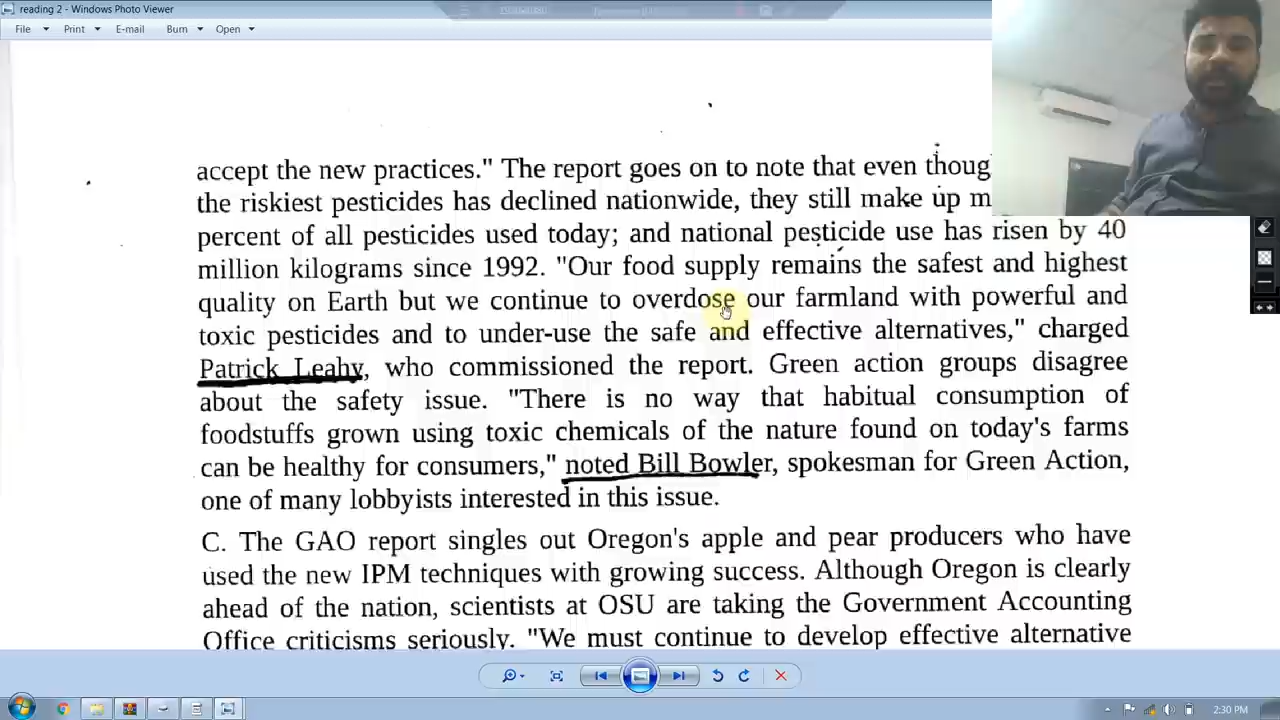 reading 2 - Windows Photo Viewer
File Print E-mail Burn Open
accept the new practices." The report goes on to note that even
the riskiest pesticides has declined nationwide, they still make up
percent of all pesticides used today; and national pesticide use has risen by 40
million kilograms since 1992. "Our food supply remains the safest and highest
quality on Earth but we continue to overdose our farmland with powerful and
toxic pesticides and to under-use the safe and effective alternatives," charged
Patrick Leahy, who commissioned the report. Green action groups disagree
about the safety issue. "There is no way that habitual consumption of
foodstuffs grown using toxic chemicals of the nature found on today's farms
can be healthy for consumers," noted Bill Bowler, spokesman for Green Action,
one of many lobbyists interested in this issue.
C. The GAO report singles out Oregon's apple and pear producers who have
used the new IPM techniques with growing success. Although Oregon is clearly
ahead of the nation, scientists at OSU are taking the Government Accounting
Office criticisms seriously. "We must continue to develop effective alternative
2:30 PM